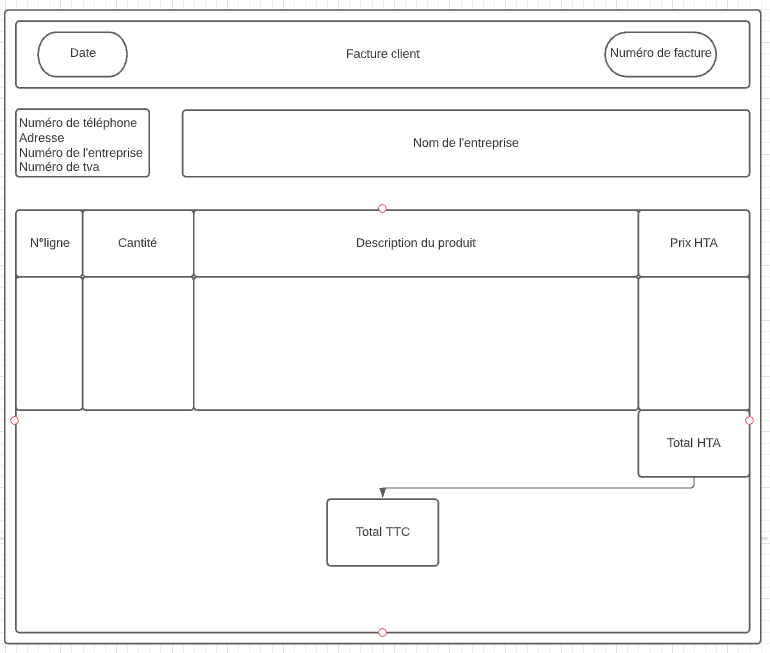 Date
Facture client
Numéro de facture
Numéro de téléphone
Adresse
Numéro de l'entreprise
Numéro de tva
Nom de l'entreprise
N°ligne
Cantité
Description du produit
Prix HTA
Total HTA
Total TTC